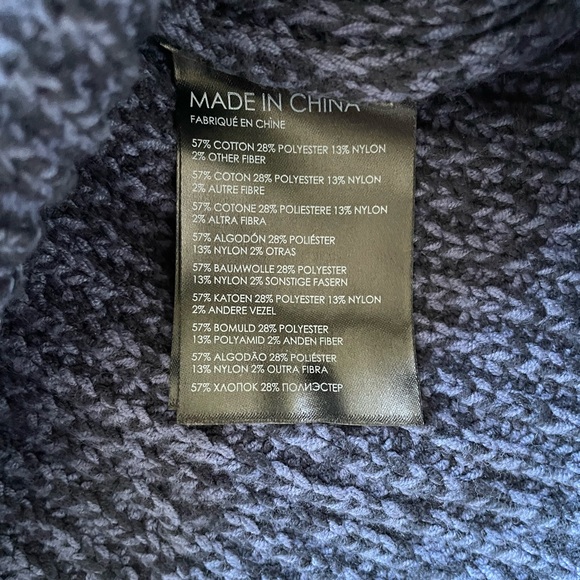 MADE IN CHINA
FABRIQUÉ EN CHINE
57% COTTON 28% POLYESTER 13% NYLON
2% OTHER FIBER
57% COTON 28% POLYESTER 13% NYLON
2% AUTRE FIBRE
57% COTONE 28% POLIESTERE 13% NYLON
2% ALTRA FIBRA
57% ALGODÓN 28% POLIÉSTER
13% NYLON 2% OTRAS
57% BAUMWOLLE 28% POLYESTER
13% NYLON 2% SONSTIGE FASERN
57% KATOEN 28% POLYESTER 13% NYLON
2% ANDERE VEZEL
57% BOMULD 28% POLYESTER
13% POLYAMID 2% ANDEN FIBER
57% ALGODÃO 28% POLIÉSTER
13% NYLON 2% OUTRA FIBRA
57% ХЛОПОК 28% ПОЛИЭСТЕР